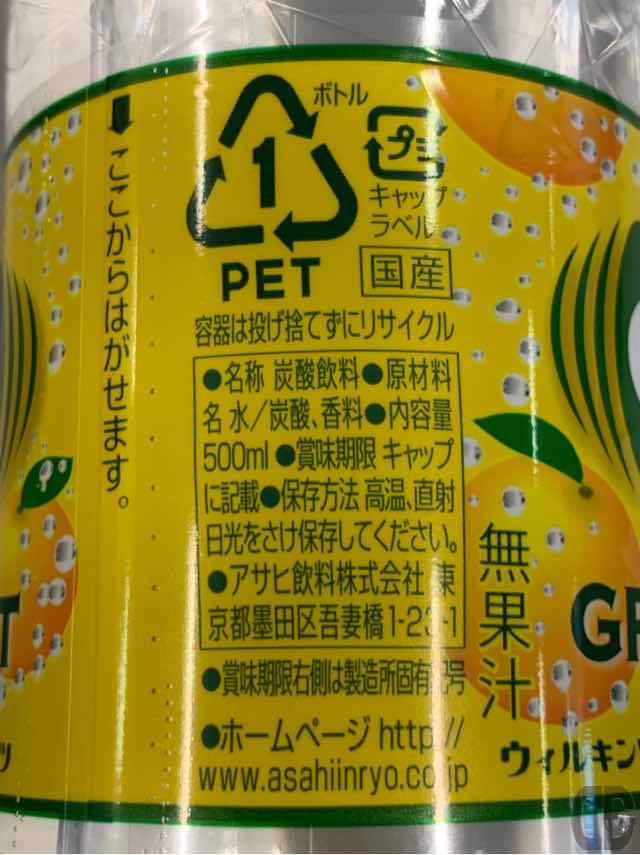 ここからはがせます。
ボトル
1
PET
プラ
キャップ
ラベル
国産
容器は投げ捨てずにリサイクル
●名称 炭酸飲料●原材料
名 水/炭酸、香料●内容量
500ml ●賞味期限 キャップ
に記載●保存方法 高温、直射
日光をさけ保存してください。
●アサヒ飲料株式会社 東
京都墨田区吾妻橋1-23-1
●賞味期限右側は製造所固有記号
●ホームページ http://
www.asahiinryo.co.jp
無果汁
GR
ウィルキン
T
ツ